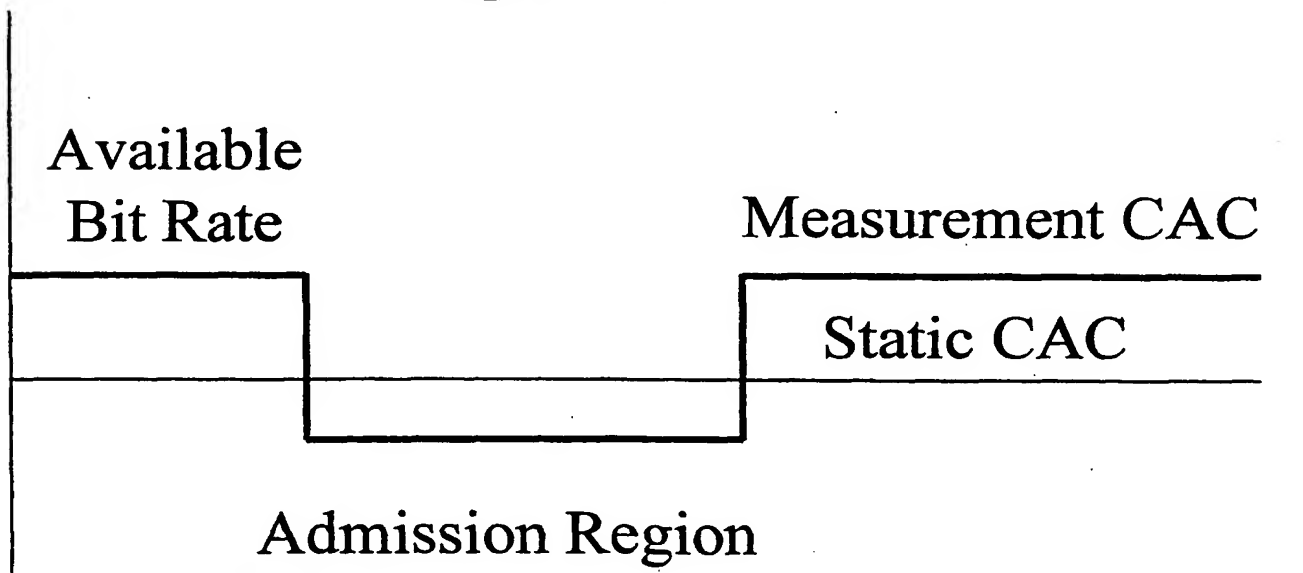 Available
Bit Rate
Measurement CAC
Static CAC
Admission Region